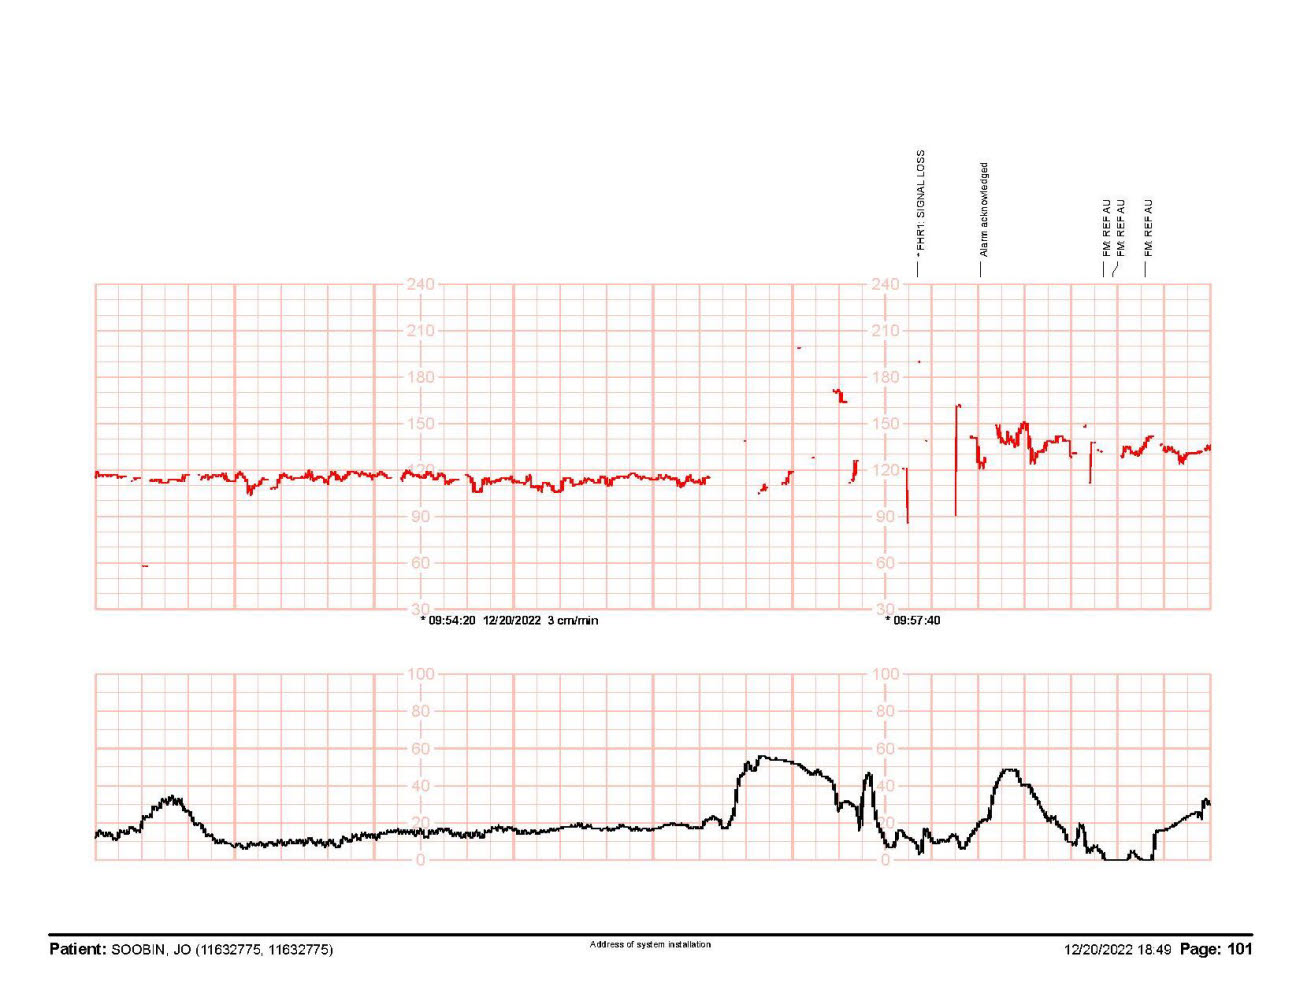 * FHR1: SIGNAL LOSS
Alarm acknowledged
FM: REF AU
FM: REF AU
FM: REF AU
240 240
210 210
180 180
150 150
120 120
90 90
60 60
30 30
* 09:54:20 12/20/2022 3 cm/min * 09:57:40
100 100
80 80
60 60
40 40
20 20
0 0
Patient: SOOBIN, JO (11632775, 11632775) Address of system installation 12/20/2022 18:49 Page: 101